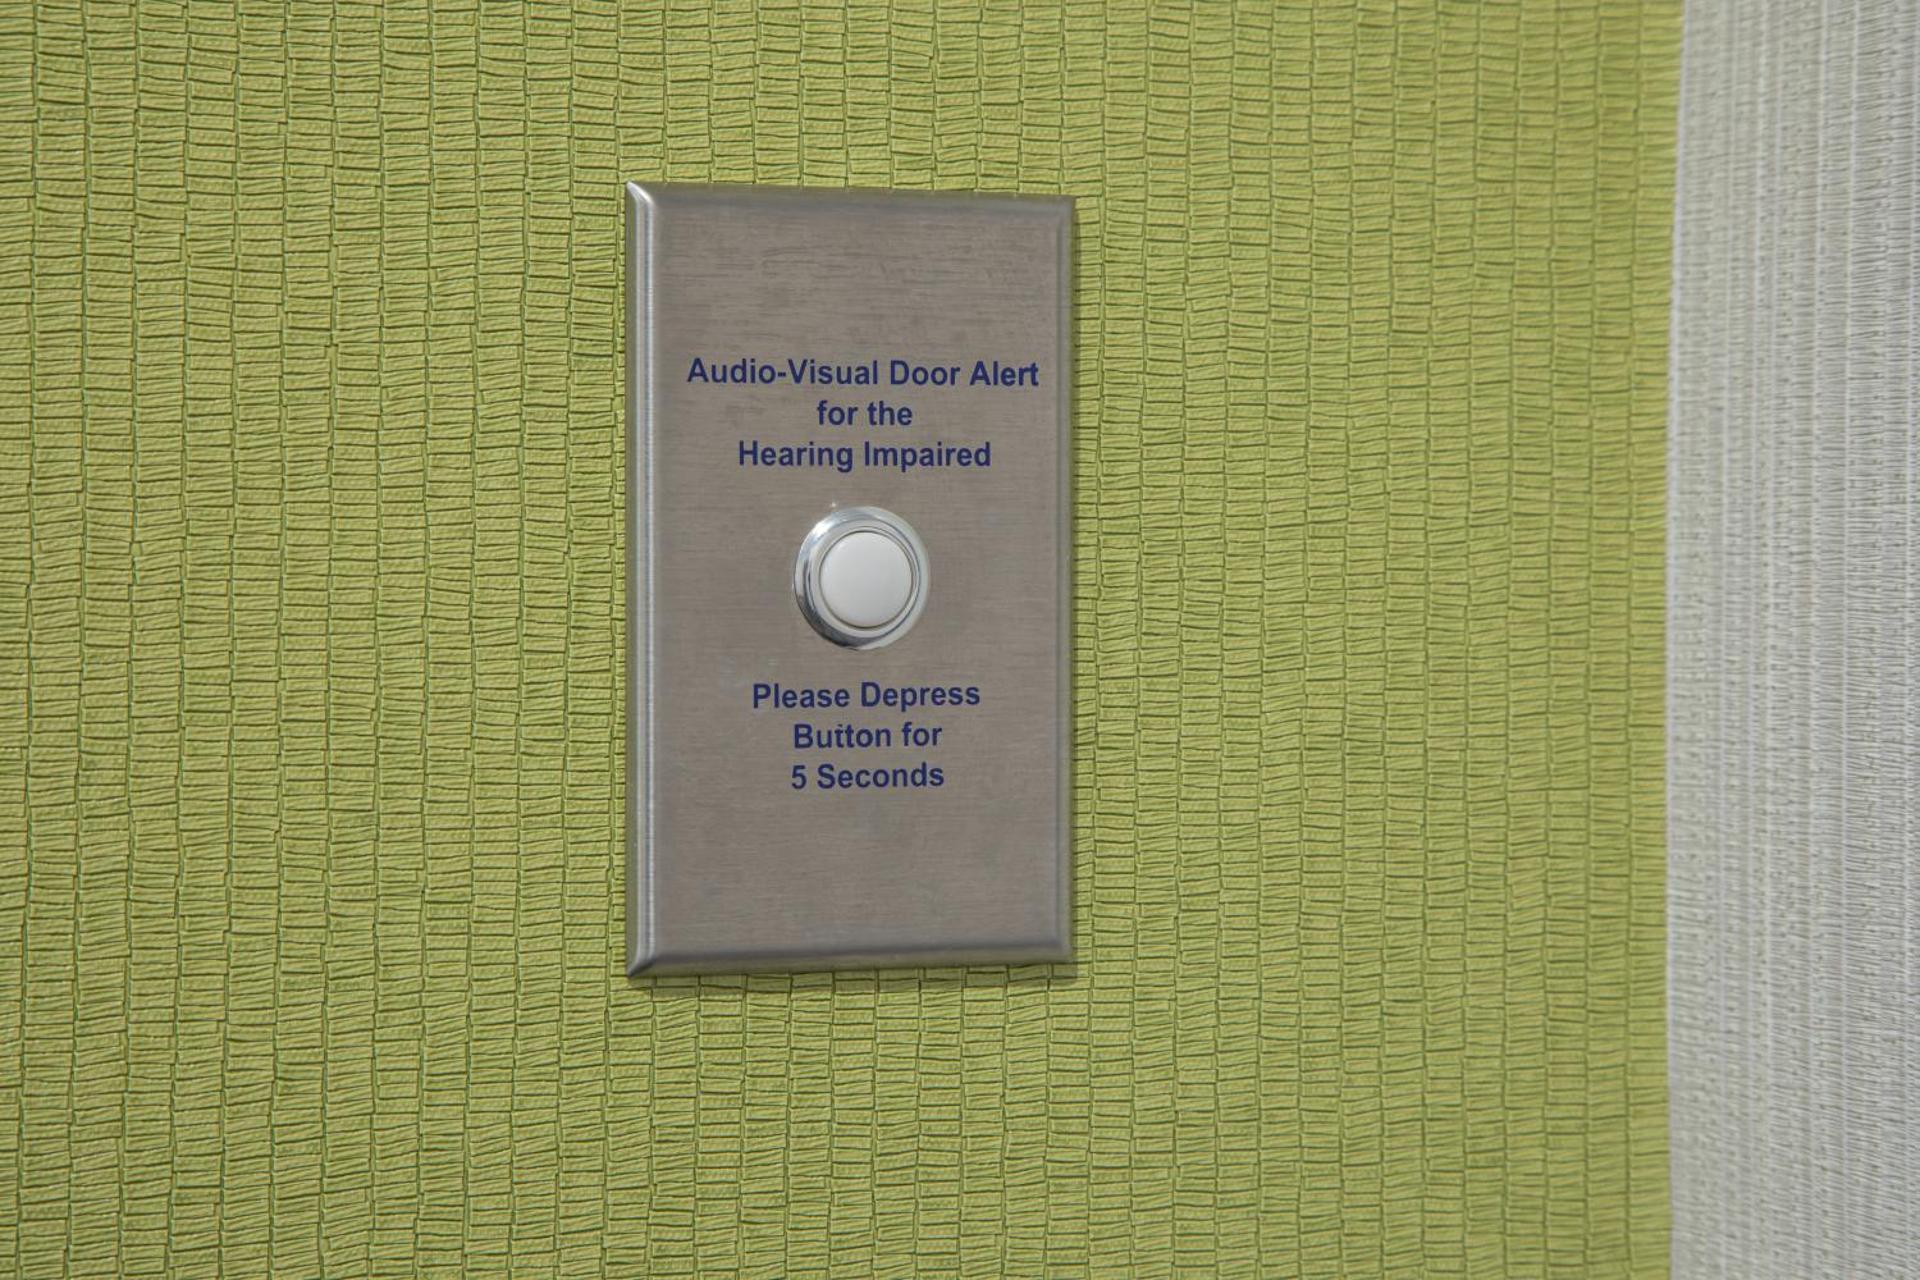 Audio-Visual Door Alert
for the
Hearing Impaired
Please Depress
Button for
5 Seconds